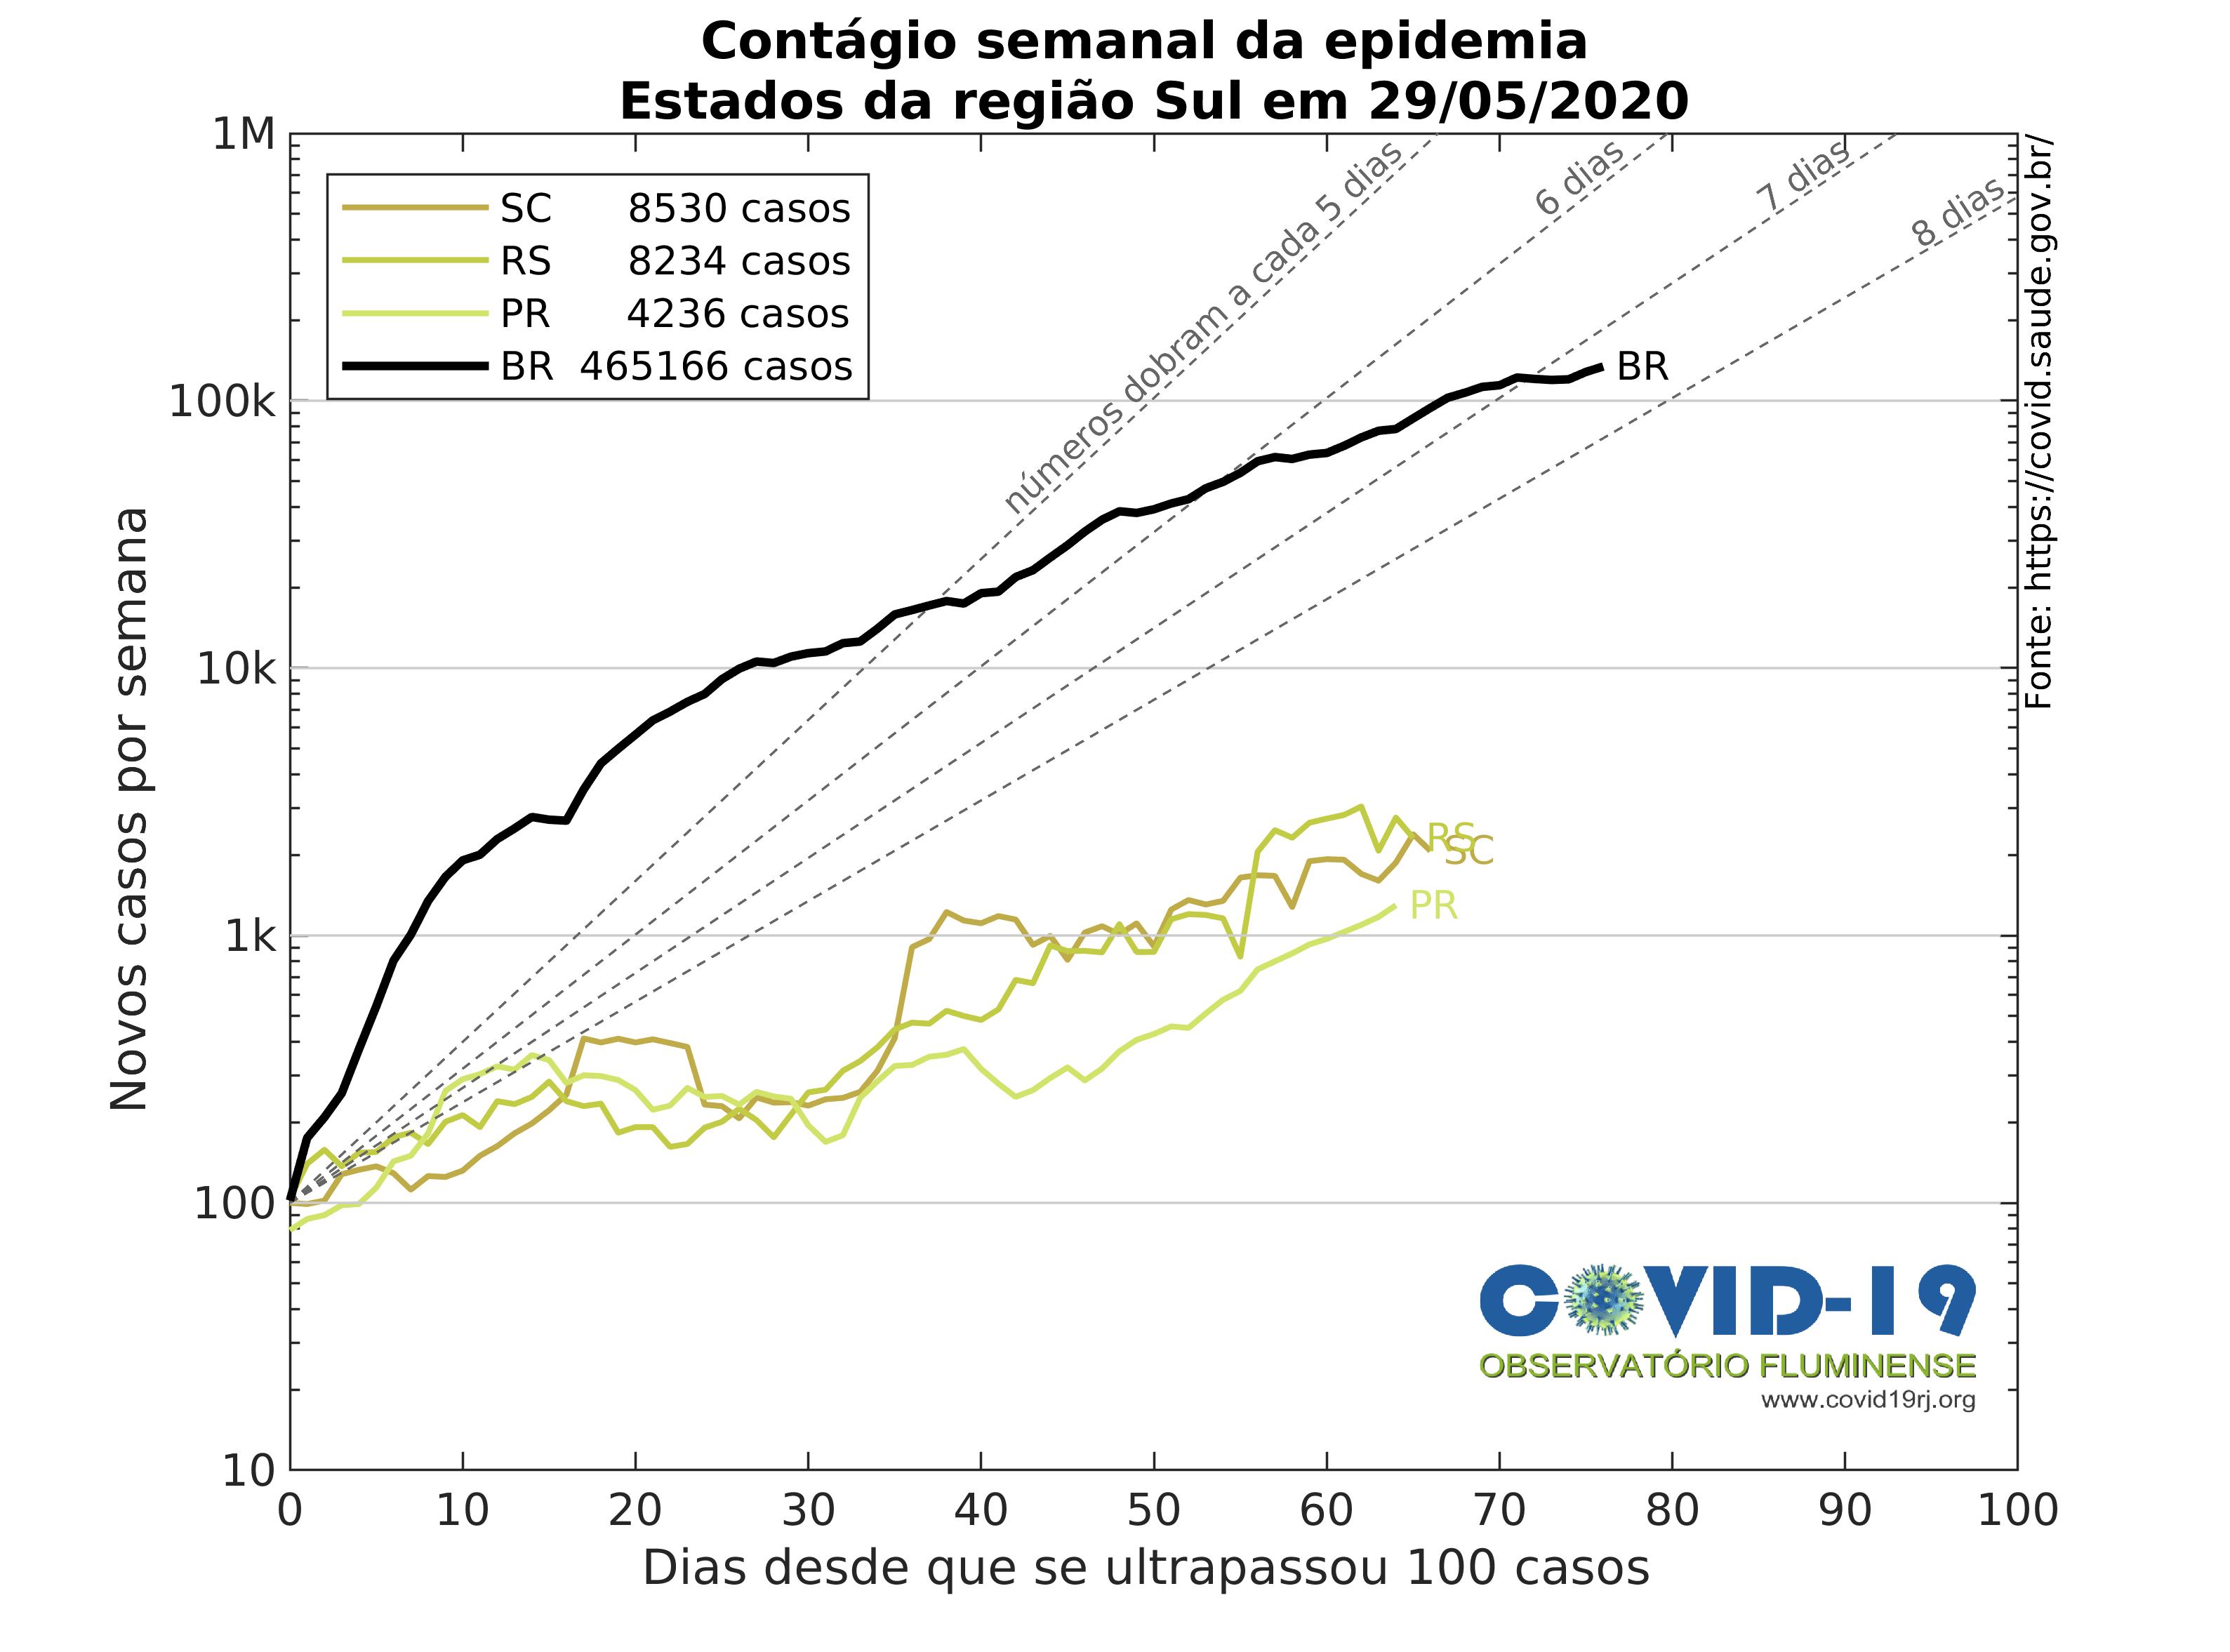 Contágio semanal da epidemia
Estados da região Sul em 29/05/2020
1M
100k
10k
1k
100
10
Novos casos por semana
SC 8530 casos
RS 8234 casos
PR 4236 casos
BR 465166 casos
números dobram a cada 5 dias
6 dias
7 dias
8 dias
BR
RS
SC
PR
Fonte: https://covid.saude.gov.br/
COVID-19
OBSERVATÓRIO FLUMINENSE
www.covid19rj.org
0 10 20 30 40 50 60 70 80 90 100
Dias desde que se ultrapassou 100 casos